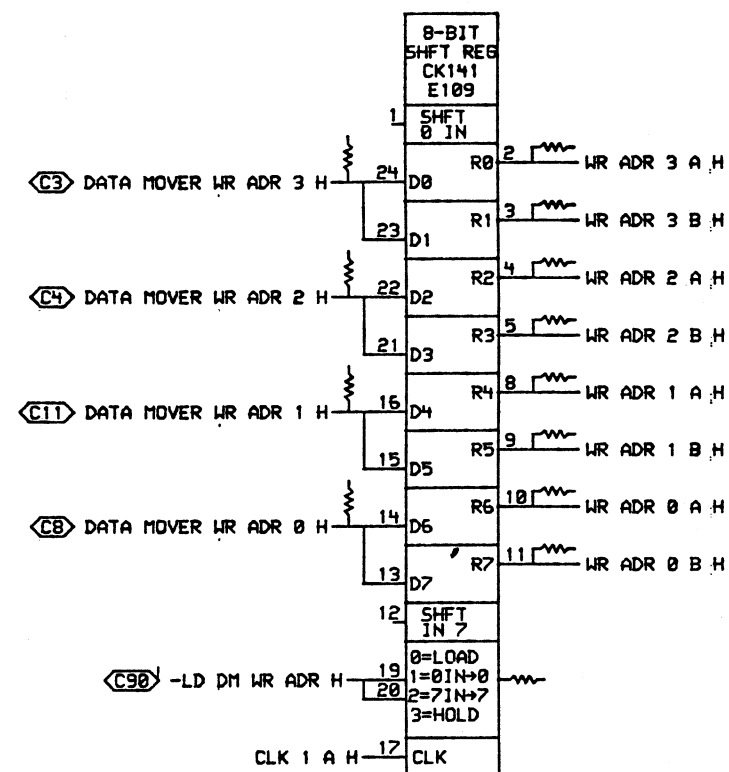 8-BIT
SHFT REG
CK141
E109
1 SHFT
0 IN
R0 2 WR ADR 3 A H
C3 DATA MOVER WR ADR 3 H 24 D0
R1 3 WR ADR 3 B H
23 D1
R2 4 WR ADR 2 A H
C4 DATA MOVER WR ADR 2 H 22 D2
R3 5 WR ADR 2 B H
21 D3
R4 8 WR ADR 1 A H
C11 DATA MOVER WR ADR 1 H 16 D4
R5 9 WR ADR 1 B H
15 D5
R6 10 WR ADR 0 A H
C8 DATA MOVER WR ADR 0 H 14 D6
R7 11 WR ADR 0 B H
13 D7
12 SHFT
IN 7
0=LOAD
C90 -LD DM WR ADR H 19 1=0IN→0
20 2=7IN→7
3=HOLD
CLK 1 A H 17 CLK